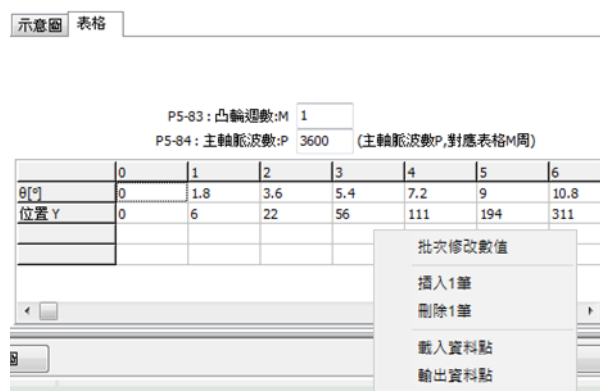 示意圖 表格
P5-83 : 凸輪週數:M 1
P5-84 : 主軸脈波數:P 3600 (主軸脈波數P,對應表格M周)
0 1 2 3 4 5 6
θ[º] 0 1.8 3.6 5.4 7.2 9 10.8
位置 Y 0 6 22 56 111 194 311
批次修改數值
插入1筆
刪除1筆
載入資料點
輸出資料點